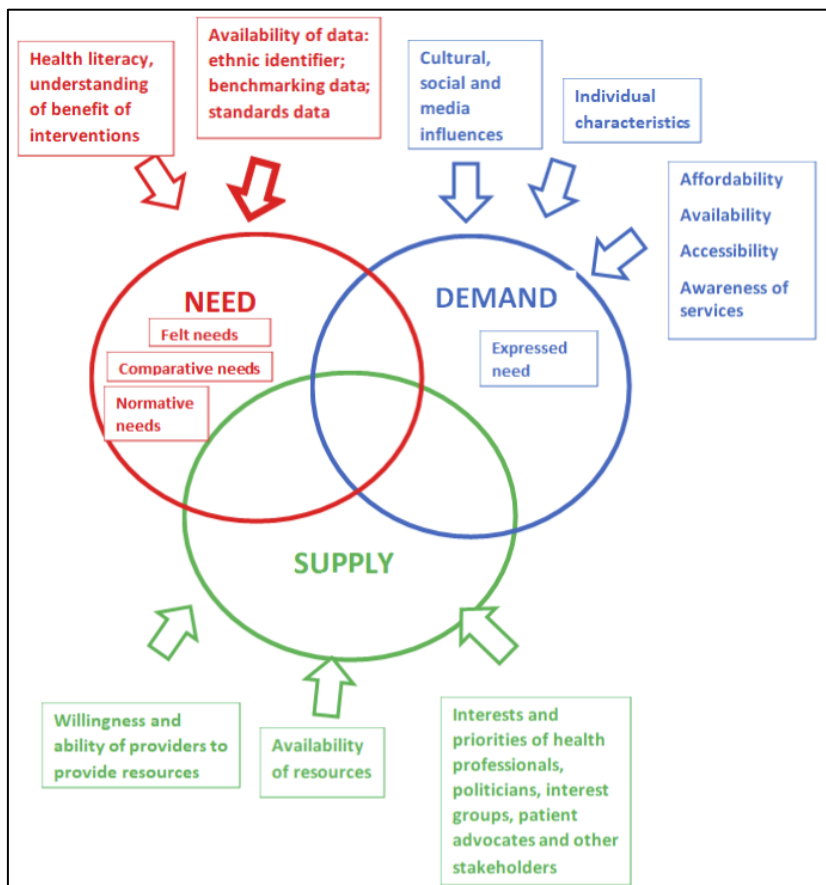 Health literacy,
understanding
of benefit of
interventions
Availability of data:
ethnic identifier;
benchmarking data;
standards data
Cultural,
social and
media
influences
Individual
characteristics
Affordability
Availability
Accessibility
Awareness of
services
NEED
Felt needs
Comparative needs
Normative
needs
DEMAND
Expressed
need
SUPPLY
Willingness and
ability of providers to
provide resources
Availability
of resources
Interests and
priorities of health
professionals,
politicians, interest
groups, patient
advocates and other
stakeholders